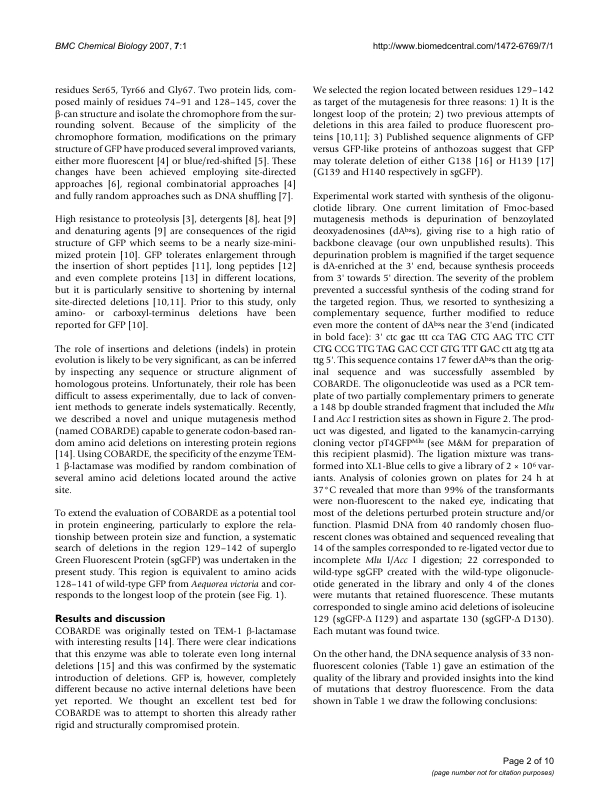 BMC Chemical Biology 2007, 7:1
http://www.biomedcentral.com/1472-6769/7/1
residues Ser65, Tyr66 and Gly67. Two protein lids, com-
posed mainly of residues 74–91 and 128–145, cover the
β-can structure and isolate the chromophore from the sur-
rounding solvent. Because of the simplicity of the
chromophore formation, modifications on the primary
structure of GFP have produced several improved variants,
either more fluorescent [4] or blue/red-shifted [5]. These
changes have been achieved employing site-directed
approaches [6], regional combinatorial approaches [4]
and fully random approaches such as DNA shuffling [7].
High resistance to proteolysis [3], detergents [8], heat [9]
and denaturing agents [9] are consequences of the rigid
structure of GFP which seems to be a nearly size-mini-
mized protein [10]. GFP tolerates enlargement through
the insertion of short peptides [11], long peptides [12]
and even complete proteins [13] in different locations,
but it is particularly sensitive to shortening by internal
site-directed deletions [10,11]. Prior to this study, only
amino- or carboxyl-terminus deletions have been
reported for GFP [10].
The role of insertions and deletions (indels) in protein
evolution is likely to be very significant, as can be inferred
by inspecting any sequence or structure alignment of
homologous proteins. Unfortunately, their role has been
difficult to assess experimentally, due to lack of conven-
ient methods to generate indels systematically. Recently,
we described a novel and unique mutagenesis method
(named COBARDE) capable to generate codon-based ran-
dom amino acid deletions on interesting protein regions
[14]. Using COBARDE, the specificity of the enzyme TEM-
1 β-lactamase was modified by random combination of
several amino acid deletions located around the active
site.
To extend the evaluation of COBARDE as a potential tool
in protein engineering, particularly to explore the rela-
tionship between protein size and function, a systematic
search of deletions in the region 129–142 of superglo
Green Fluorescent Protein (sgGFP) was undertaken in the
present study. This region is equivalent to amino acids
128–141 of wild-type GFP from Aequorea victoria and cor-
responds to the longest loop of the protein (see Fig. 1).
Results and discussion
COBARDE was originally tested on TEM-1 β-lactamase
with interesting results [14]. There were clear indications
that this enzyme was able to tolerate even long internal
deletions [15] and this was confirmed by the systematic
introduction of deletions. GFP is, however, completely
different because no active internal deletions have been
yet reported. We thought an excellent test bed for
COBARDE was to attempt to shorten this already rather
rigid and structurally compromised protein.
We selected the region located between residues 129–142
as target of the mutagenesis for three reasons: 1) It is the
longest loop of the protein; 2) two previous attempts of
deletions in this area failed to produce fluorescent pro-
teins [10,11]; 3) Published sequence alignments of GFP
versus GFP-like proteins of anthozoas suggest that GFP
may tolerate deletion of either G138 [16] or H139 [17]
(G139 and H140 respectively in sgGFP).
Experimental work started with synthesis of the oligonu-
clotide library. One current limitation of Fmoc-based
mutagenesis methods is depurination of benzoylated
deoxyadenosines (dAbzs), giving rise to a high ratio of
backbone cleavage (our own unpublished results). This
depurination problem is magnified if the target sequence
is dA-enriched at the 3' end, because synthesis proceeds
from 3' towards 5' direction. The severity of the problem
prevented a successful synthesis of the coding strand for
the targeted region. Thus, we resorted to synthesizing a
complementary sequence, further modified to reduce
even more the content of dAbzs near the 3'end (indicated
in bold face): 3' ctc gac ttt cca TAG CTG AAG TTC CTT
CTG CCG TTG TAG GAC CCT GTG TTT GAC ctt atg ttg ata
ttg 5'. This sequence contains 17 fewer dAbzs than the orig-
inal sequence and was successfully assembled by
COBARDE. The oligonucleotide was used as a PCR tem-
plate of two partially complementary primers to generate
a 148 bp double stranded fragment that included the Mlu
I and Acc I restriction sites as shown in Figure 2. The prod-
uct was digested, and ligated to the kanamycin-carrying
cloning vector pT4GFPMlu (see M&M for preparation of
this recipient plasmid). The ligation mixture was trans-
formed into XL1-Blue cells to give a library of 2 × 10⁶ var-
iants. Analysis of colonies grown on plates for 24 h at
37°C revealed that more than 99% of the transformants
were non-fluorescent to the naked eye, indicating that
most of the deletions perturbed protein structure and/or
function. Plasmid DNA from 40 randomly chosen fluo-
rescent clones was obtained and sequenced revealing that
14 of the samples corresponded to re-ligated vector due to
incomplete Mlu I/Acc I digestion; 22 corresponded to
wild-type sgGFP created with the wild-type oligonucle-
otide generated in the library and only 4 of the clones
were mutants that retained fluorescence. These mutants
corresponded to single amino acid deletions of isoleucine
129 (sgGFP-Δ I129) and aspartate 130 (sgGFP-Δ D130).
Each mutant was found twice.
On the other hand, the DNA sequence analysis of 33 non-
fluorescent colonies (Table 1) gave an estimation of the
quality of the library and provided insights into the kind
of mutations that destroy fluorescence. From the data
shown in Table 1 we draw the following conclusions:
Page 2 of 10
(page number not for citation purposes)